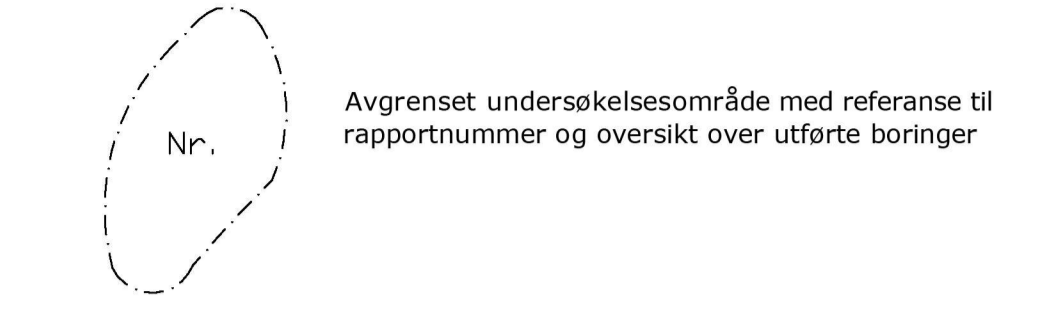 Avgrenset undersøkelsesområde med referanse til
rapportnummer og oversikt over utførte boringer
Nr.